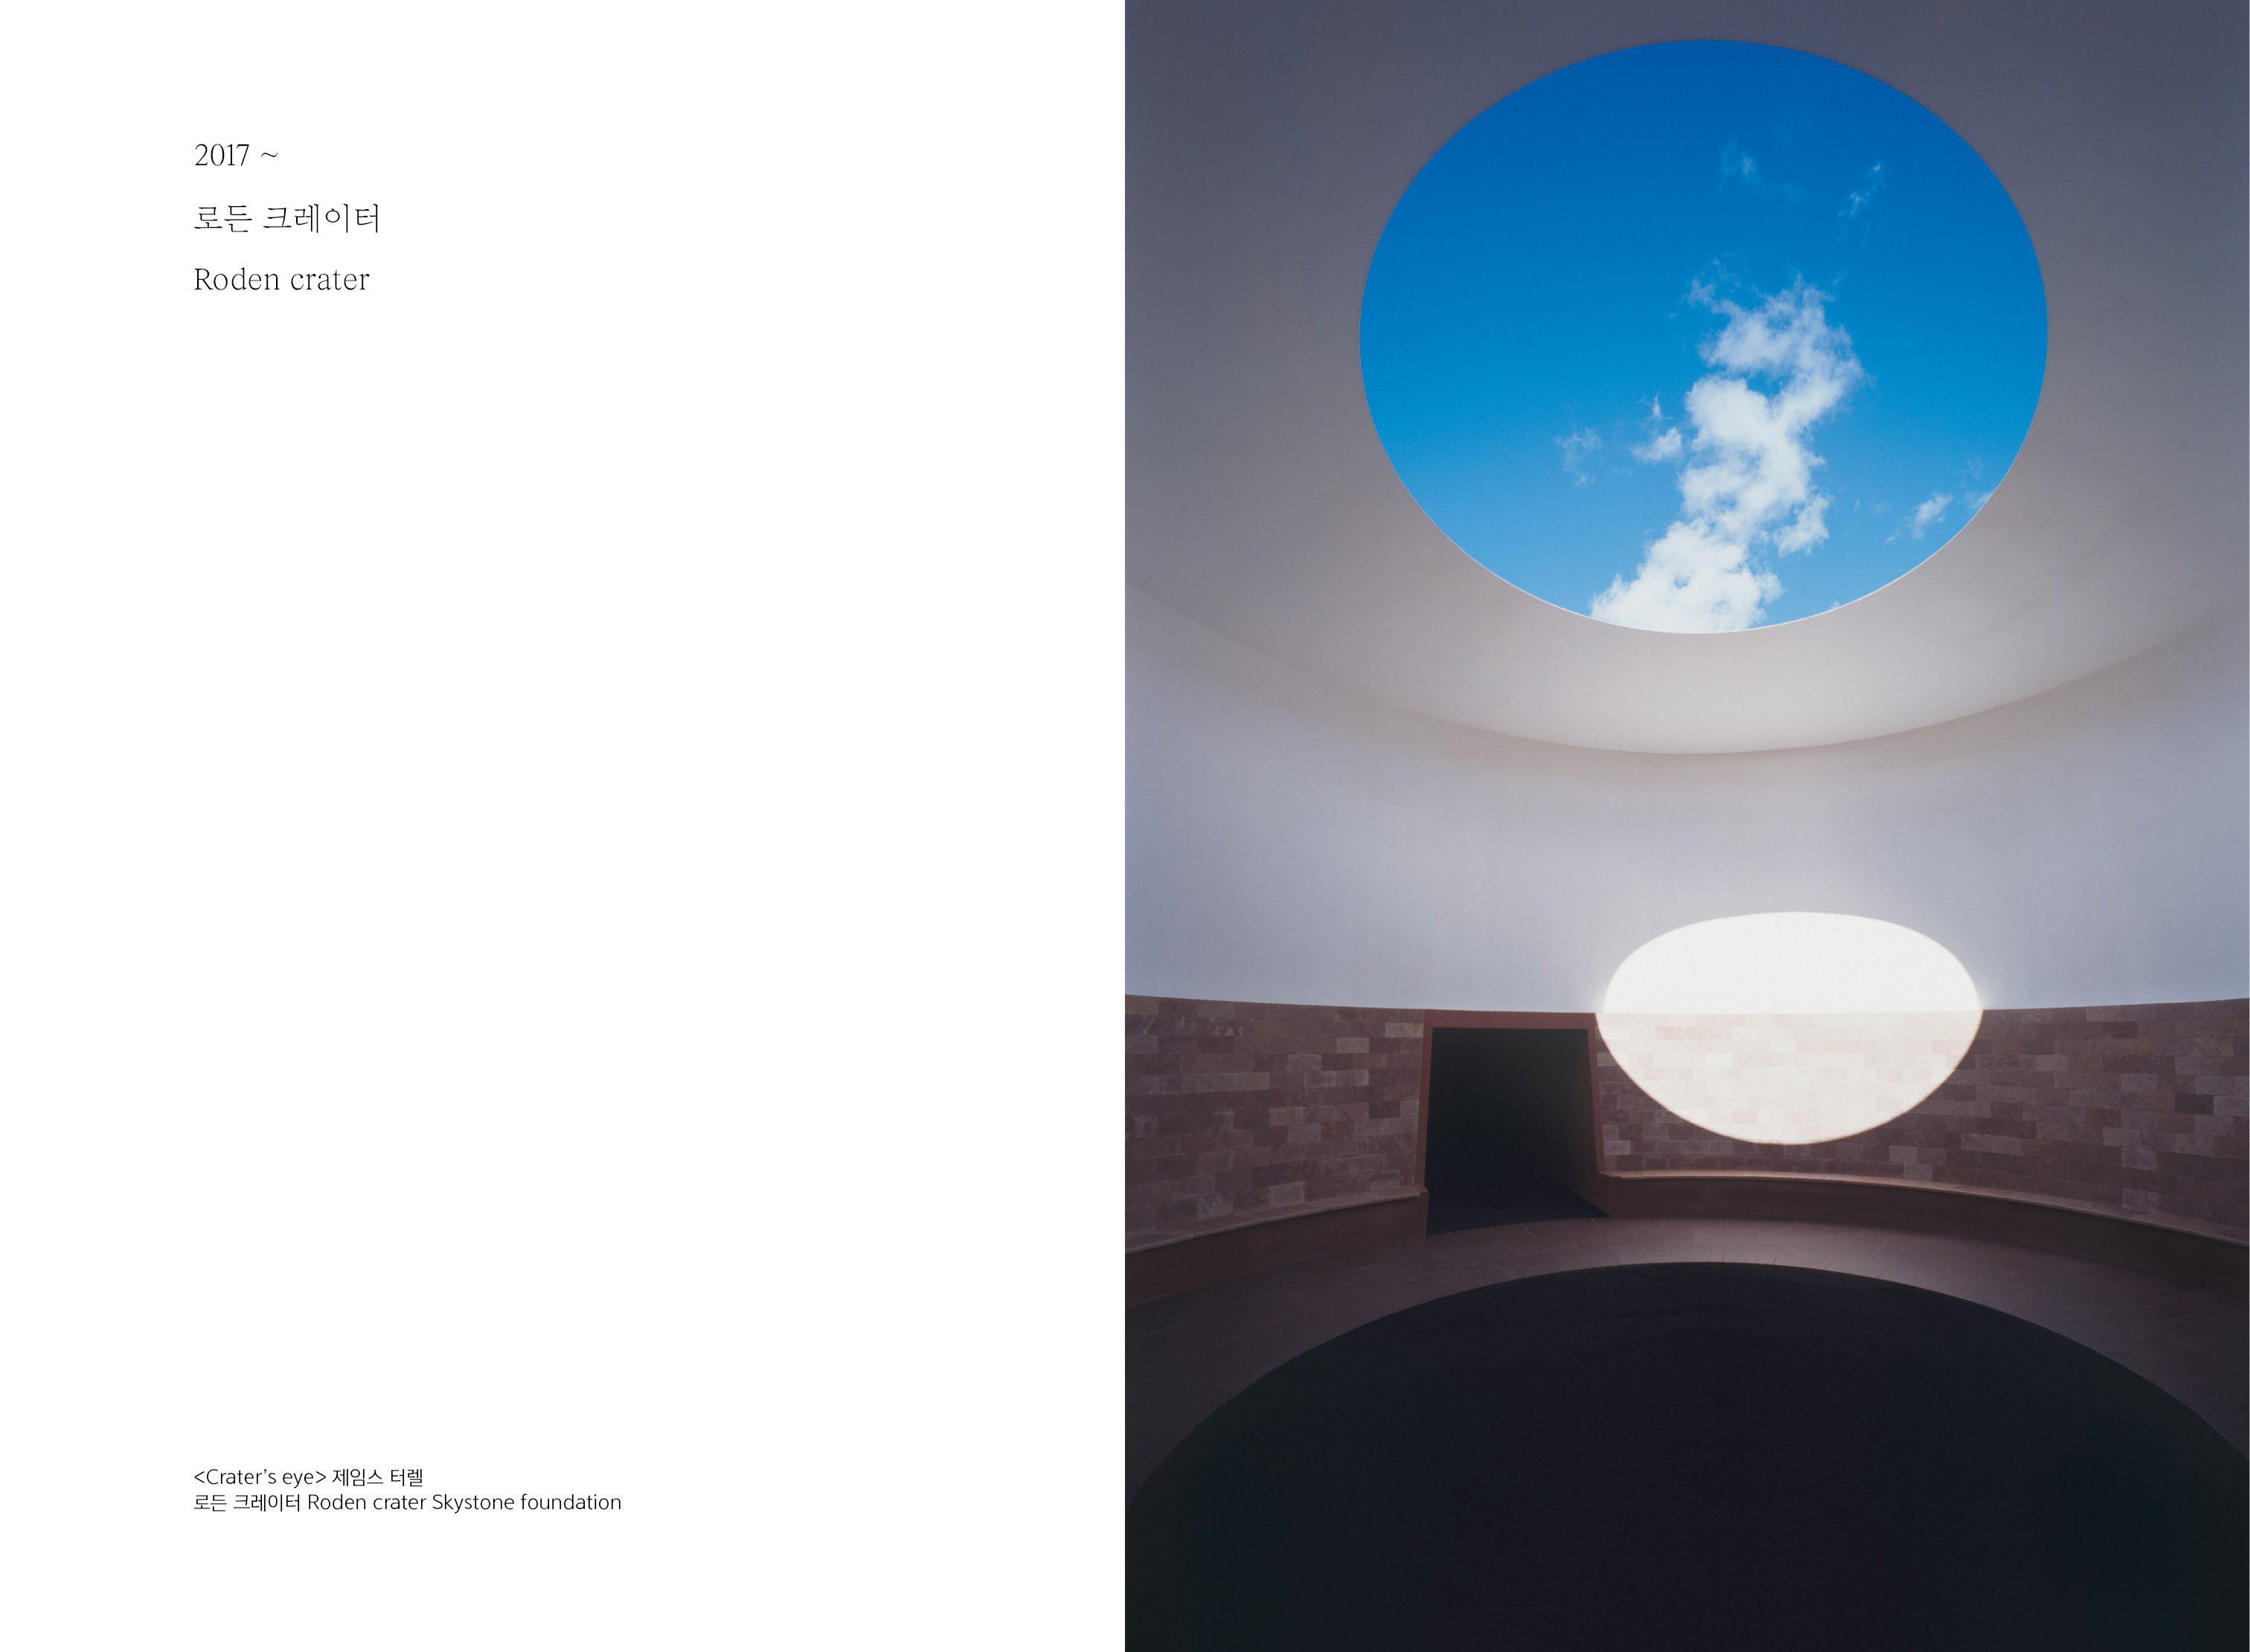 2017 ~
로든 크레이터
Roden crater
<Crater's eye> 제임스 터렐
로든 크레이터 Roden crater Skystone foundation